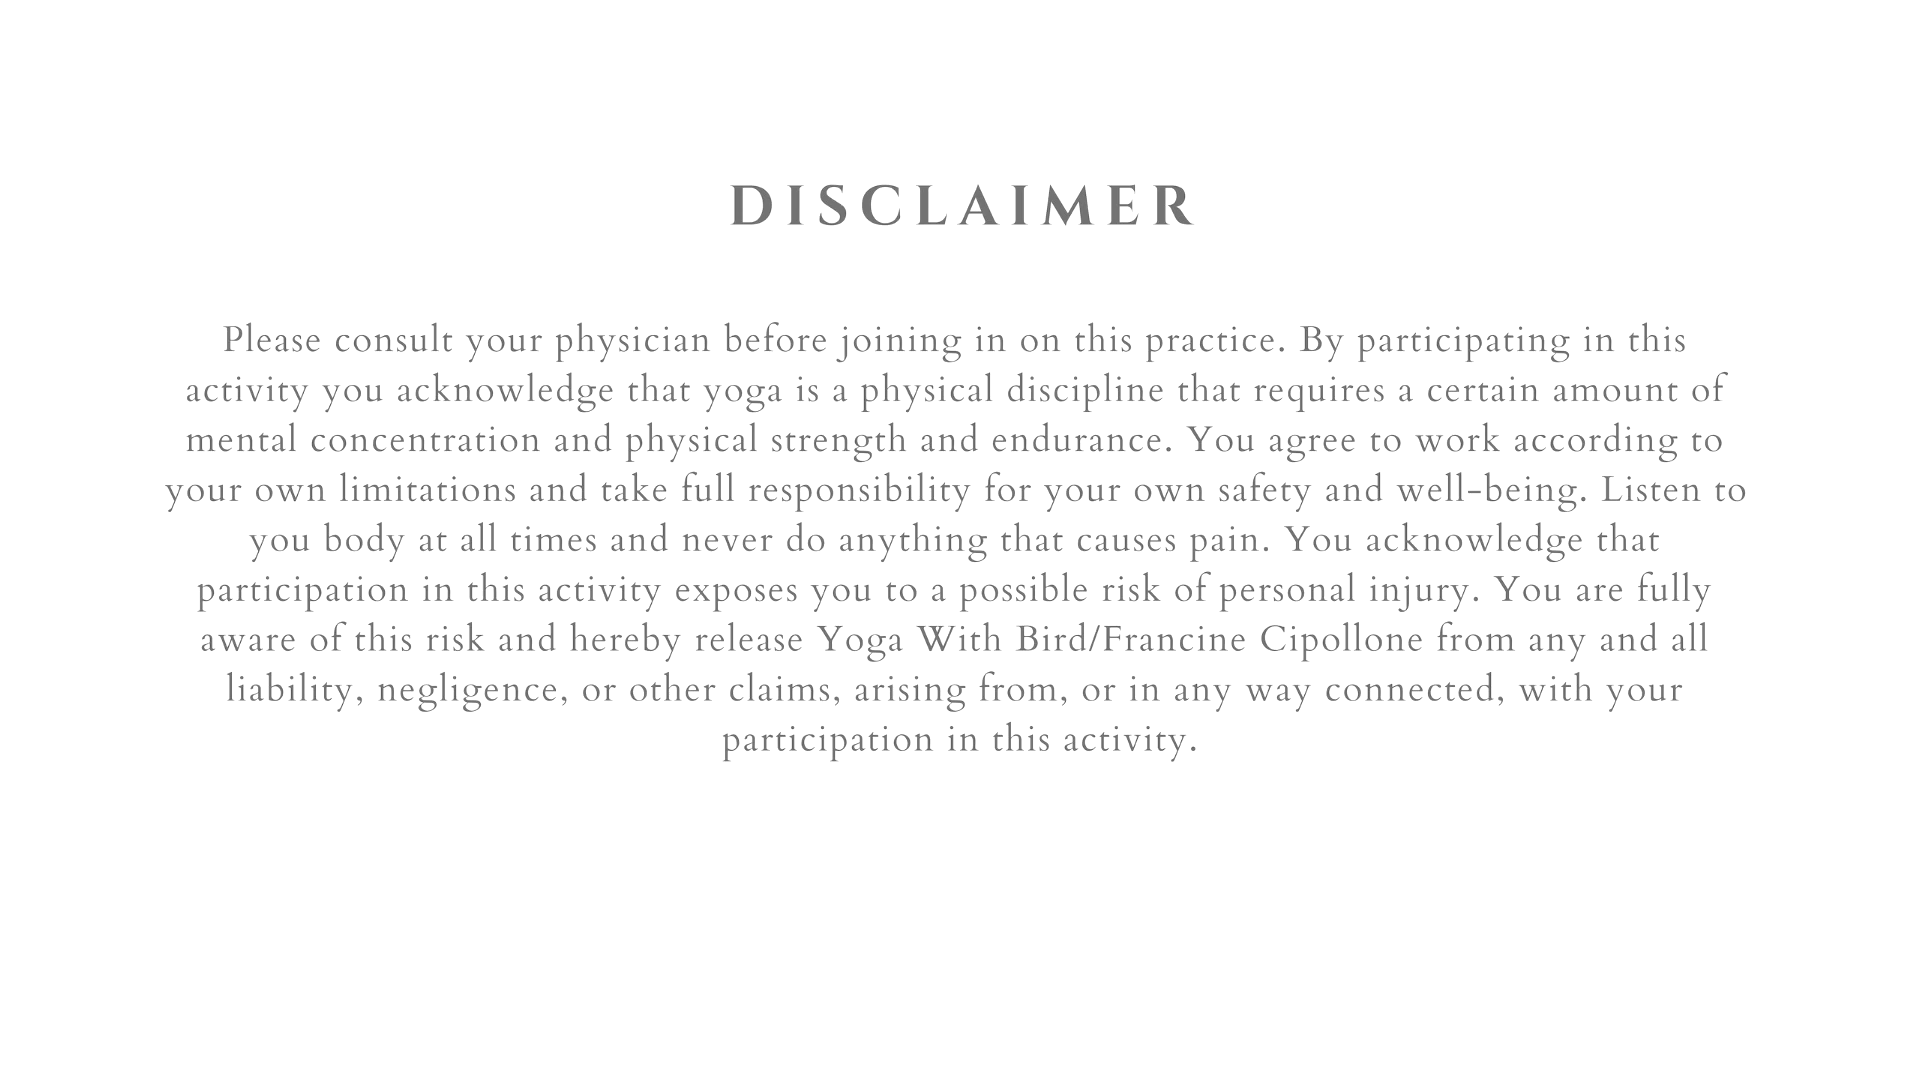 DISCLAIMER
Please consult your physician before joining in on this practice. By participating in this
activity you acknowledge that yoga is a physical discipline that requires a certain amount of
mental concentration and physical strength and endurance. You agree to work according to
your own limitations and take full responsibility for your own safety and well-being. Listen to
you body at all times and never do anything that causes pain. You acknowledge that
participation in this activity exposes you to a possible risk of personal injury. You are fully
aware of this risk and hereby release Yoga With Bird/Francine Cipollone from any and all
liability, negligence, or other claims, arising from, or in any way connected, with your
participation in this activity.